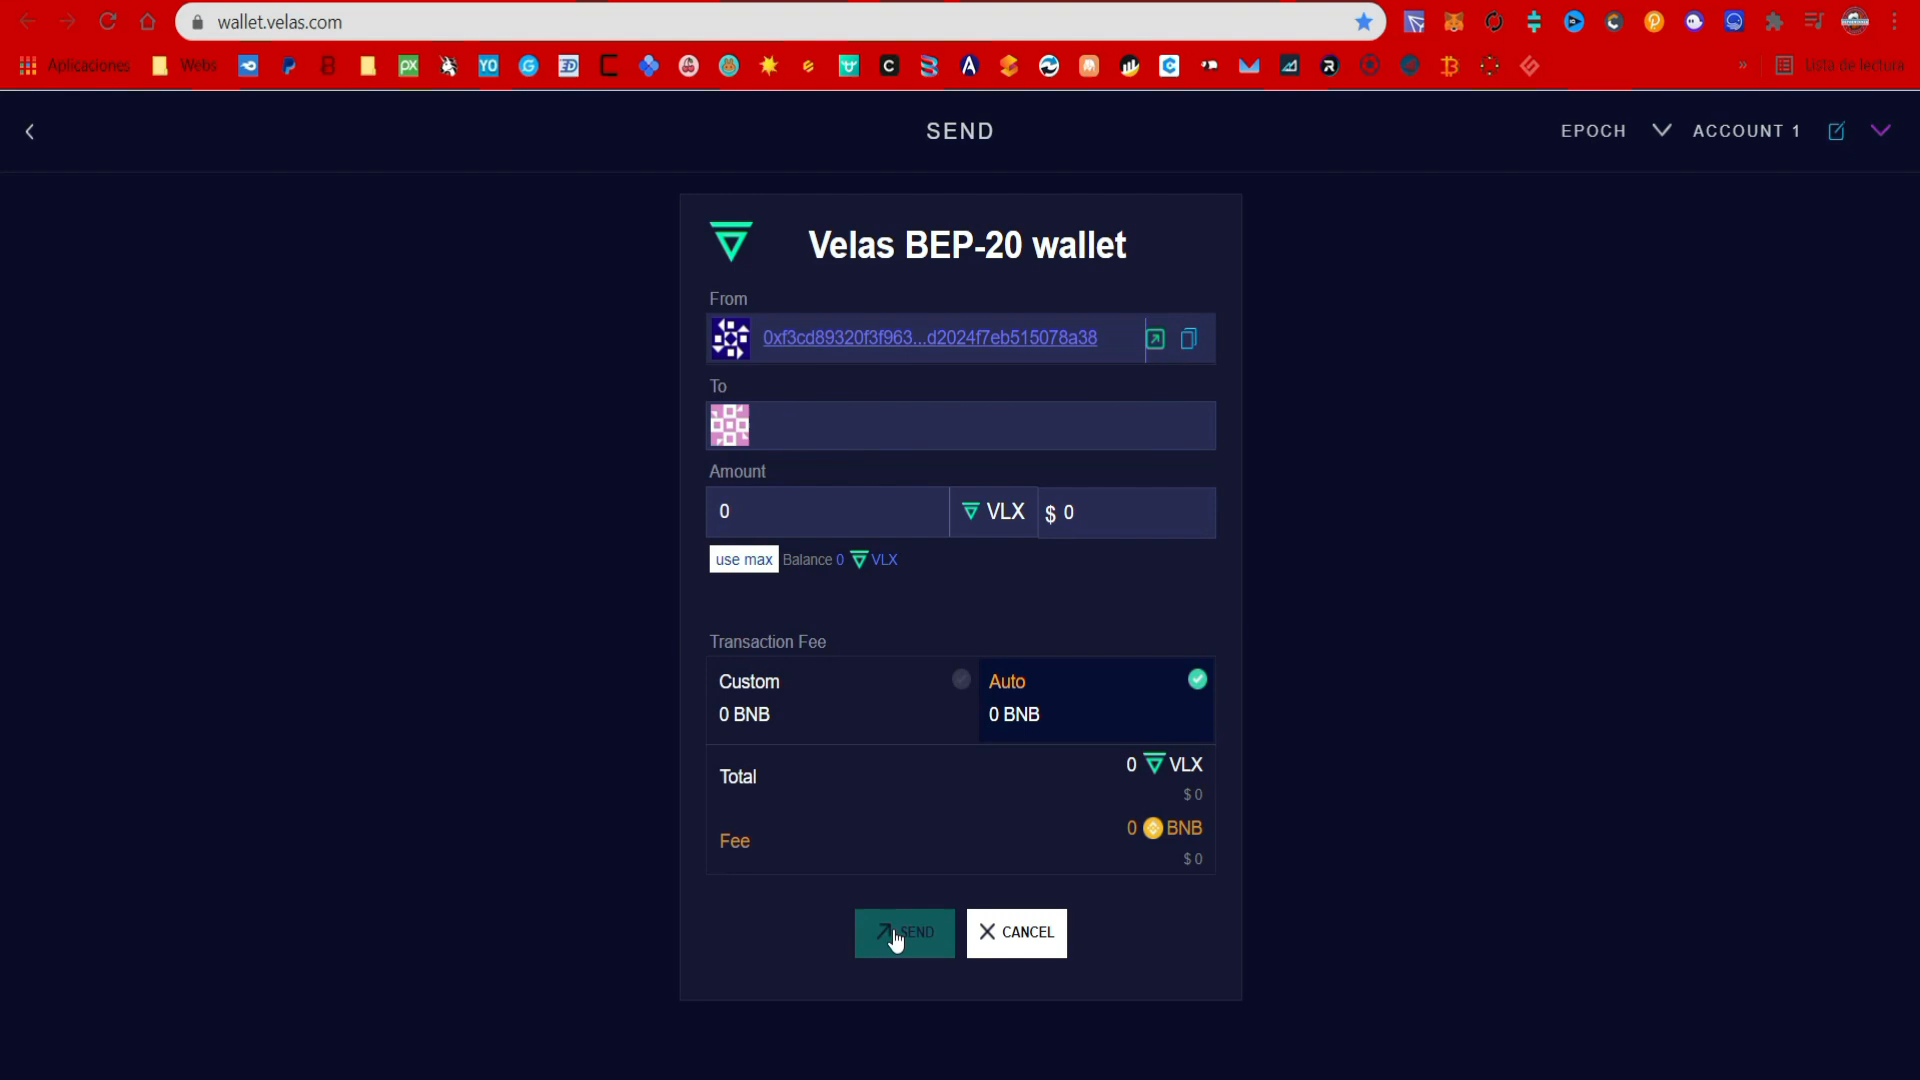 wallet.velas.com
Aplicaciones
Webs
Lista de lectura
SEND
EPOCH
ACCOUNT 1
Velas BEP-20 wallet
From
0xf3cd89320f3f963...d2024f7eb515078a38
To
Amount
0
VLX
$ 0
use max
Balance 0 VLX
Transaction Fee
Custom
0 BNB
Auto
0 BNB
Total
0 VLX
$ 0
Fee
0 BNB
$ 0
SEND
CANCEL